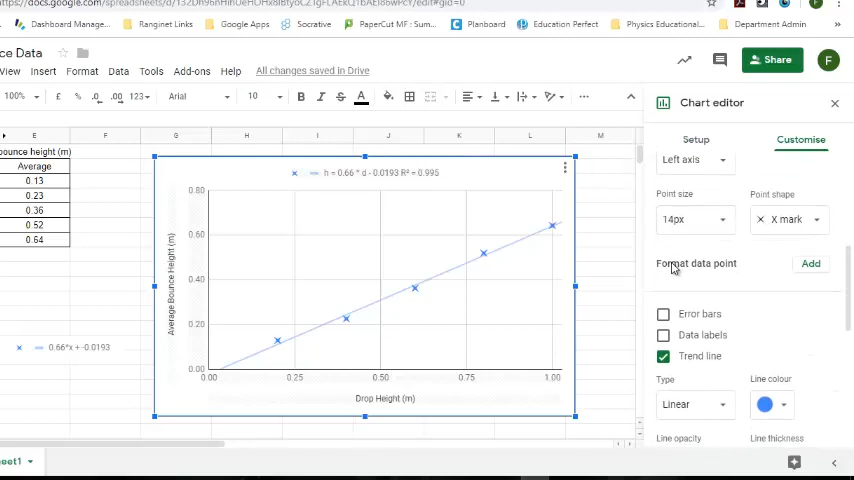 Dashboard Manage...
Ranginet Links
Google Apps
Socrative
PaperCut MF : Sum...
Planboard
Education Perfect
Physics Educational...
Department Admin
»
ce Data
View Insert Format Data Tools Add-ons Help All changes saved in Drive
Share
F
100% £ % .0 .00 123 Arial 10 B I S A
Chart editor
Setup
Customise
E F G H I J K L M
bounce height (m)
Average
0.13
0.23
0.36
0.52
0.64
0.66*x + -0.0193
h = 0.66 * d - 0.0193 R² = 0.995
0.80
0.60
0.40
0.20
0.00
0.00 0.25 0.50 0.75 1.00
Average Bounce Height (m)
Drop Height (m)
Left axis
Point size
Point shape
14px
X mark
Format data point
Add
Error bars
Data labels
Trend line
Type
Line colour
Linear
Line opacity
Line thickness
eet1